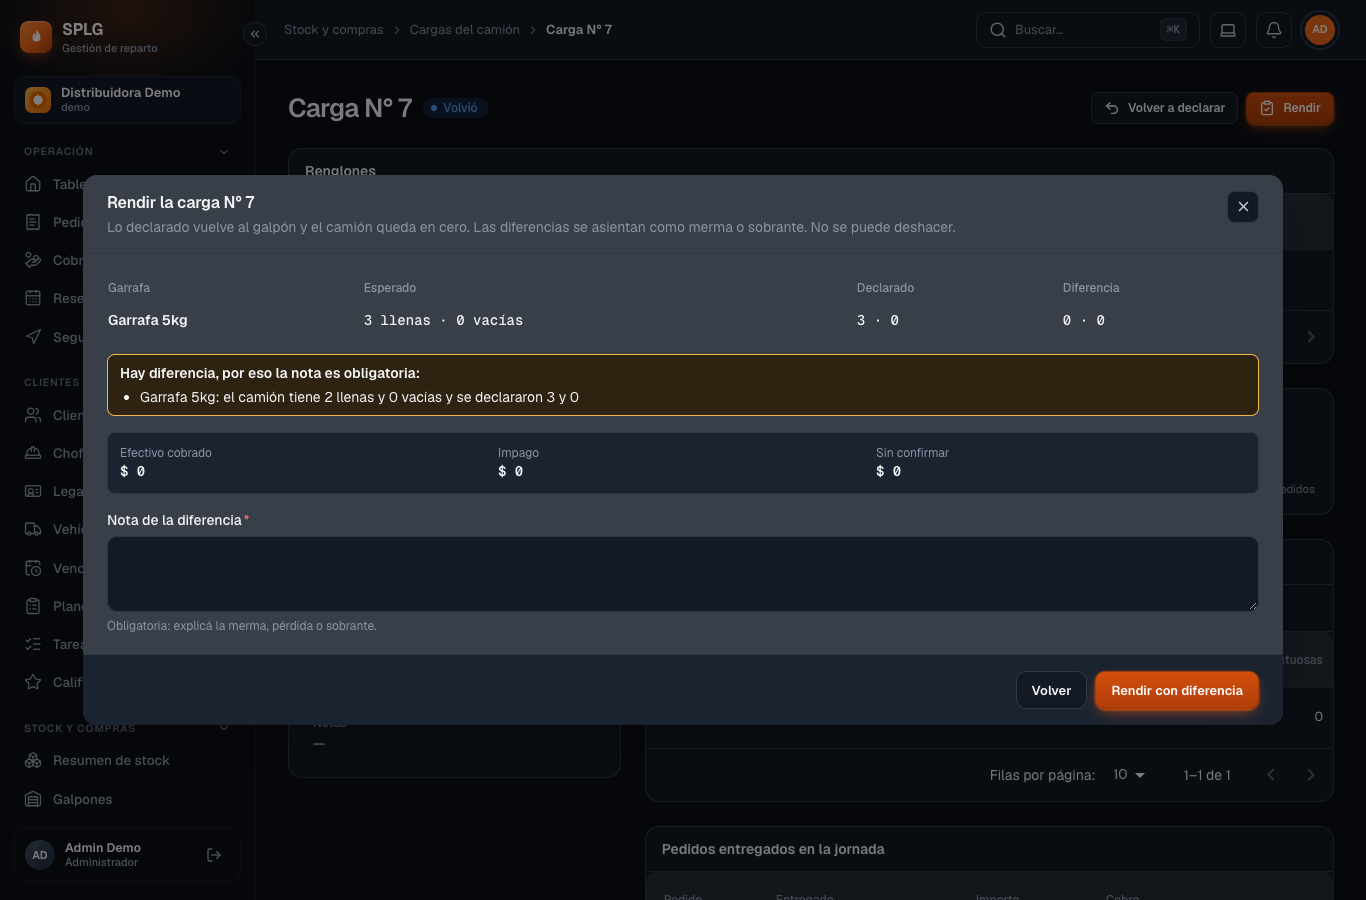 SPLG
Gestión de reparto
Stock y compras
Cargas del camión
Carga N° 7
Buscar...
⌘K
AD
Distribuidora Demo
demo
Carga N° 7
Volvió
Volver a declarar
Rendir
OPERACIÓN
Renglones
Rendir la carga N° 7
Lo declarado vuelve al galpón y el camión queda en cero. Las diferencias se asientan como merma o sobrante. No se puede deshacer.
Garrafa
Esperado
Declarado
Diferencia
Garrafa 5kg
3 llenas · 0 vacías
3 · 0
0 · 0
Hay diferencia, por eso la nota es obligatoria:
• Garrafa 5kg: el camión tiene 2 llenas y 0 vacías y se declararon 3 y 0
Efectivo cobrado
Impago
Sin confirmar
$ 0
$ 0
$ 0
Nota de la diferencia *
Obligatoria: explicá la merma, pérdida o sobrante.
Volver
Rendir con diferencia
CLIENTES
STOCK Y COMPRAS
Resumen de stock
Galpones
AD
Admin Demo
Administrador
—
0
Filas por página:
10
1–1 de 1
Pedidos entregados en la jornada
Pedido
Entregado
Importe
Cobro